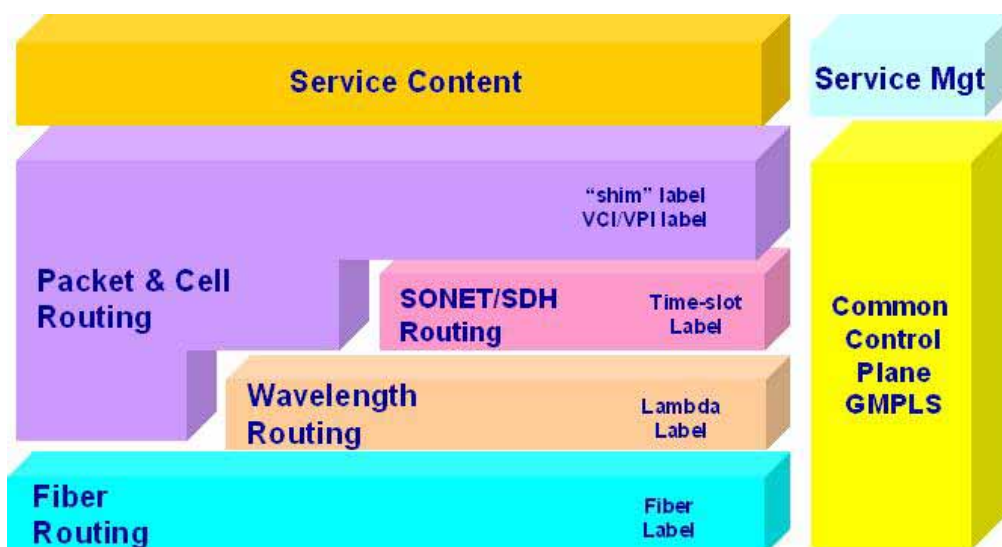 Service Content
Service Mgt
"shim" label
VCI/VPI label
Packet & Cell
Routing
SONET/SDH
Routing
Time-slot
Label
Common
Control
Plane
GMPLS
Wavelength
Routing
Lambda
Label
Fiber
Routing
Fiber
Label